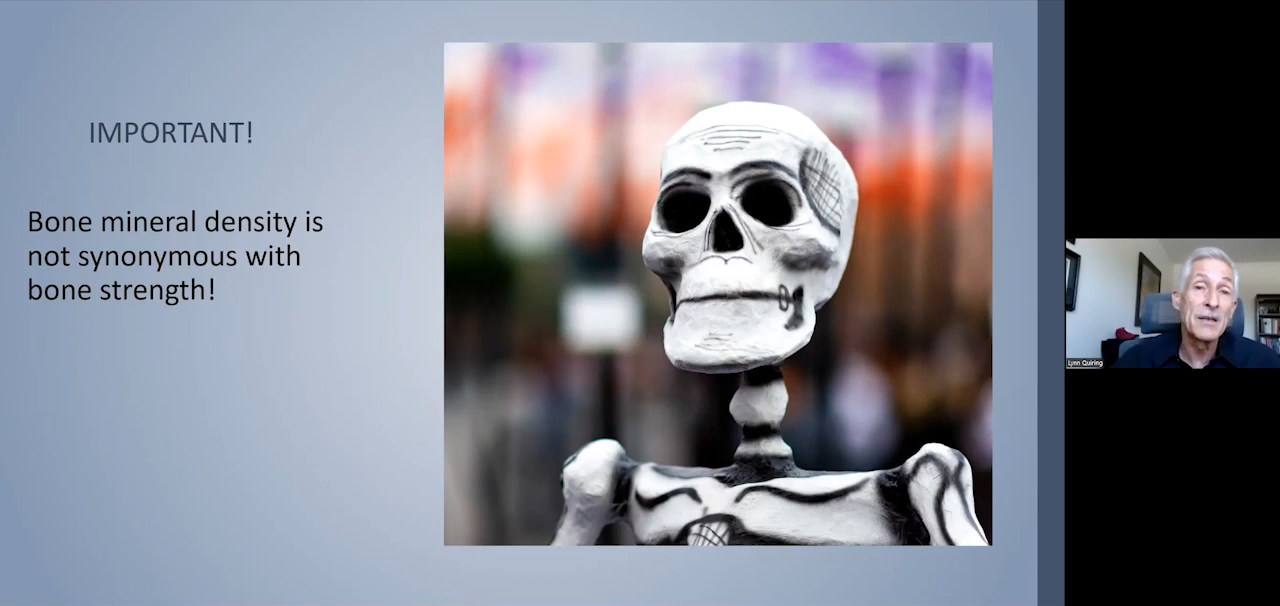 IMPORTANT!
Bone mineral density is
not synonymous with
bone strength!
Lynn Quiring